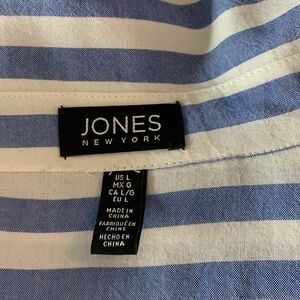 JONES
NEW YORK
US L
MX G
CA L/G
EU L
MADE IN
CHINA
FABRIQUÉ EN
CHINE
HECHO EN
CHINA